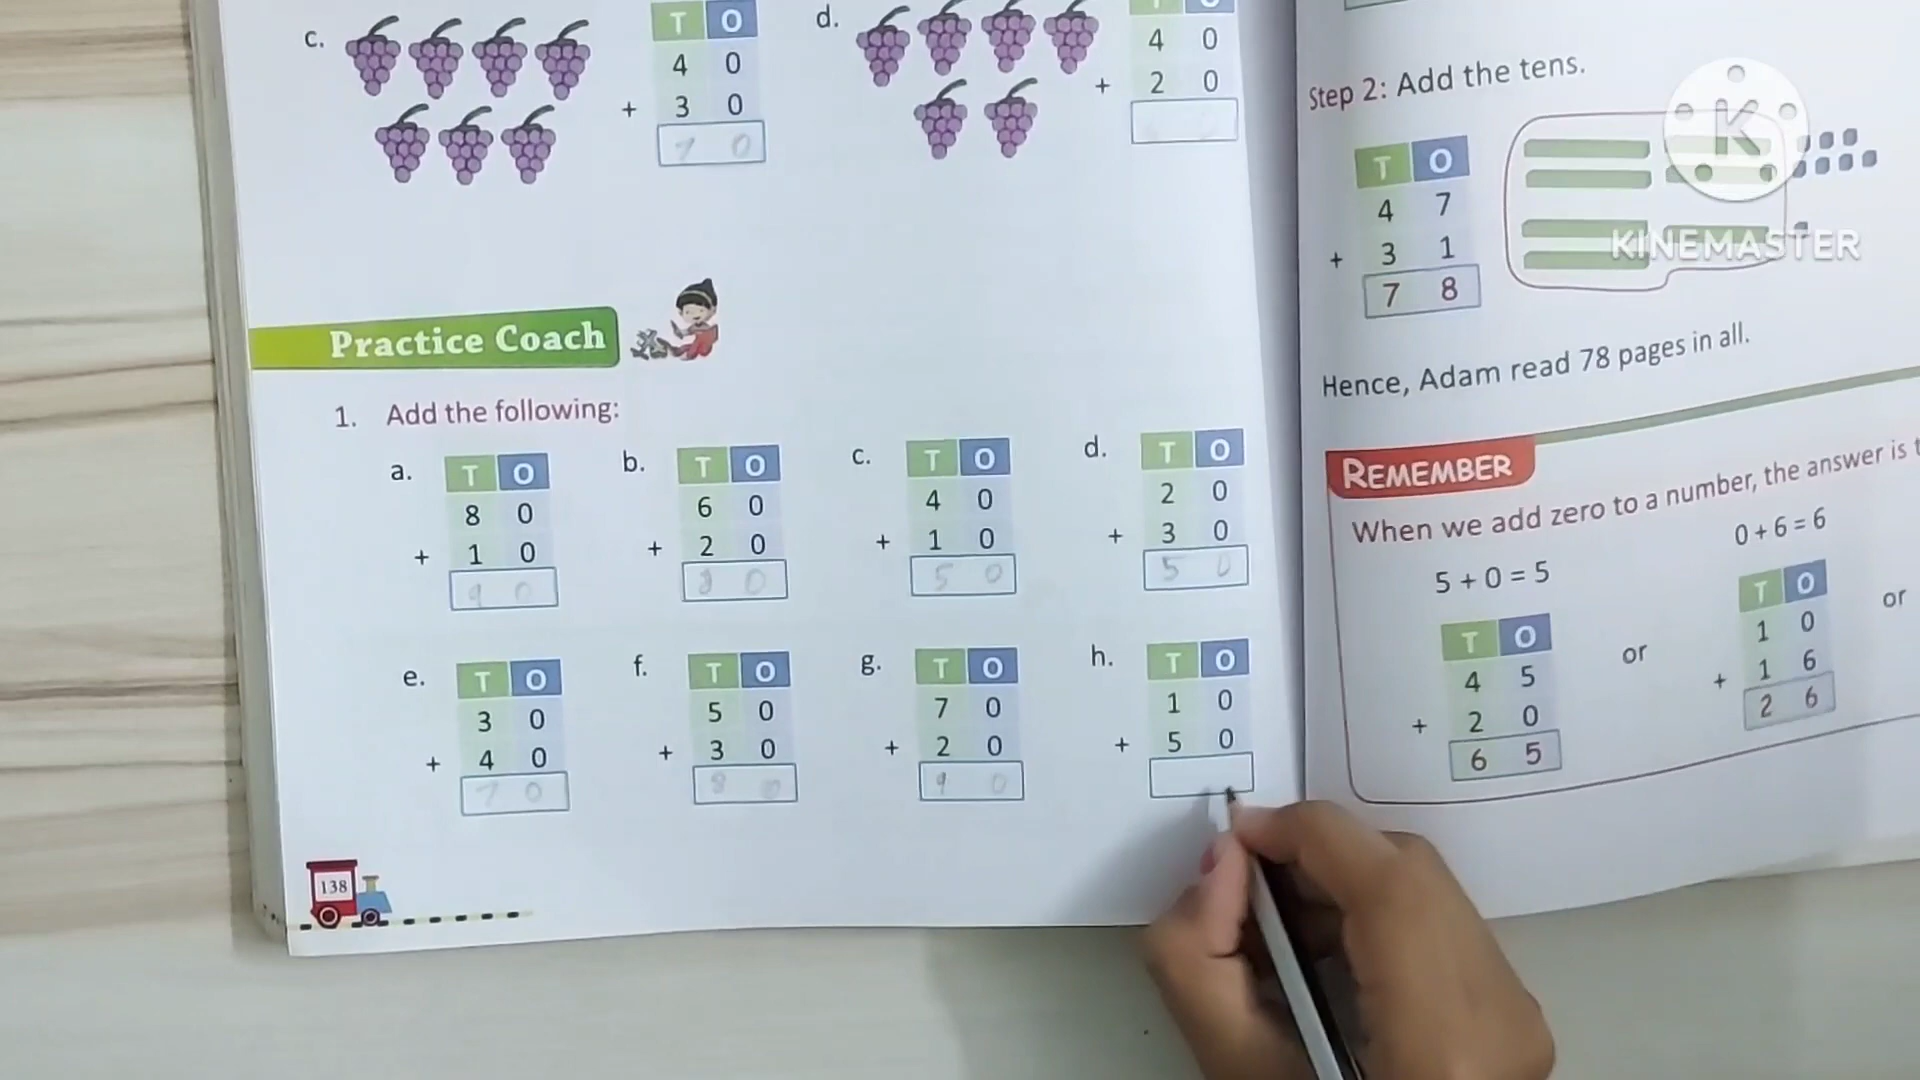 c.
T O
4 0
+ 3 0
7 0
d.
4 0
+ 2 0
Practice Coach
1. Add the following:
a.
T O
8 0
+ 1 0
9 0
b.
T O
6 0
+ 2 0
8 0
c.
T O
4 0
+ 1 0
5 0
d.
T O
2 0
+ 3 0
5 0
e.
T O
3 0
+ 4 0
7 0
f.
T O
5 0
+ 3 0
8 0
g.
T O
7 0
+ 2 0
9 0
h.
T O
1 0
+ 5 0
138
Step 2: Add the tens.
T O
4 7
+ 3 1
7 8
K
KINEMASTER
Hence, Adam read 78 pages in all.
REMEMBER
When we add zero to a number, the answer is
5 + 0 = 5
0 + 6 = 6
T O
4 5
+ 2 0
6 5
or
T O
1 0
+ 1 6
2 6
or